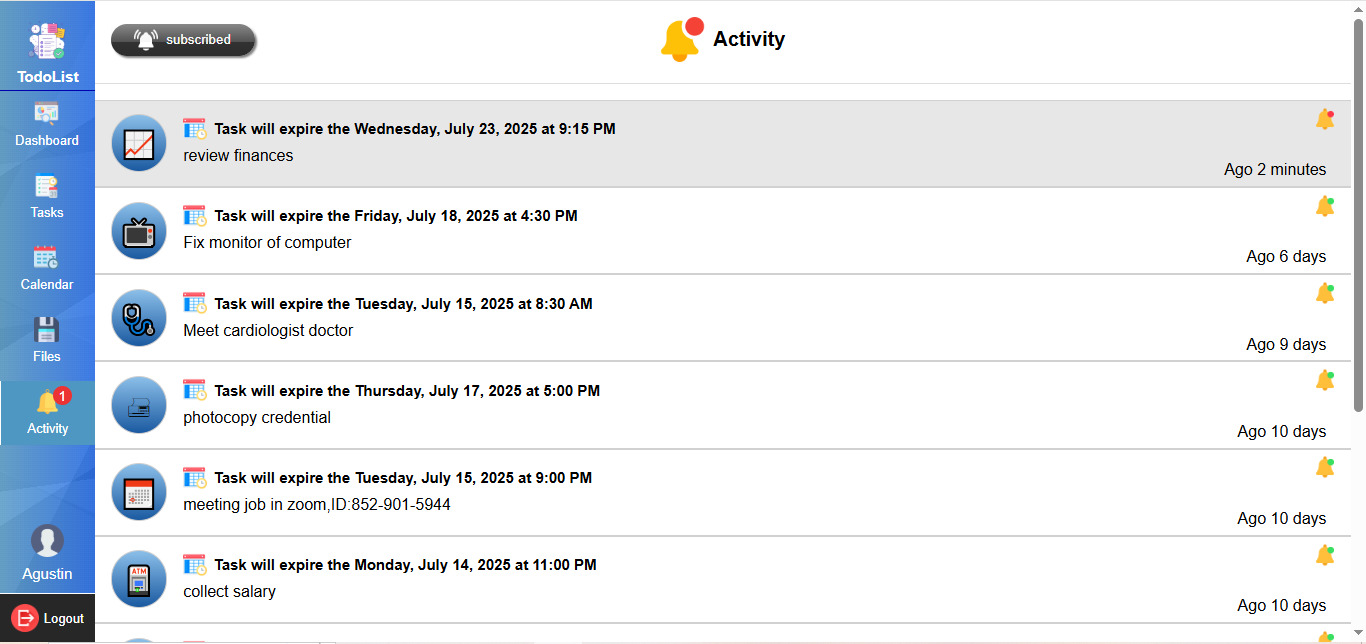 TodoList
Dashboard
Tasks
Calendar
Files
1
Activity
Agustin
Logout
subscribed
Activity
Task will expire the Wednesday, July 23, 2025 at 9:15 PM
review finances
Ago 2 minutes
Task will expire the Friday, July 18, 2025 at 4:30 PM
Fix monitor of computer
Ago 6 days
Task will expire the Tuesday, July 15, 2025 at 8:30 AM
Meet cardiologist doctor
Ago 9 days
Task will expire the Thursday, July 17, 2025 at 5:00 PM
photocopy credential
Ago 10 days
Task will expire the Tuesday, July 15, 2025 at 9:00 PM
meeting job in zoom,ID:852-901-5944
Ago 10 days
ATM
Task will expire the Monday, July 14, 2025 at 11:00 PM
collect salary
Ago 10 days